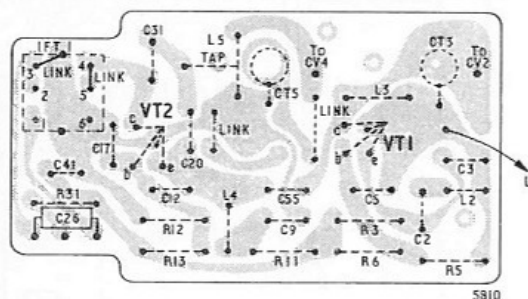 IFT1
C31
L5
TO
CV4
CT3
TO
CV2
3
4
LINK
LINK
TAP
CT5
LINK
L3
2
5
1
6
c
VT2
LINK
c
VT1
C17
b
e
C20
b
e
C41
C3
R31
C12
L4
C55
C5
L2
C26
R12
C9
R3
C2
R13
R11
R6
R5
L
5810